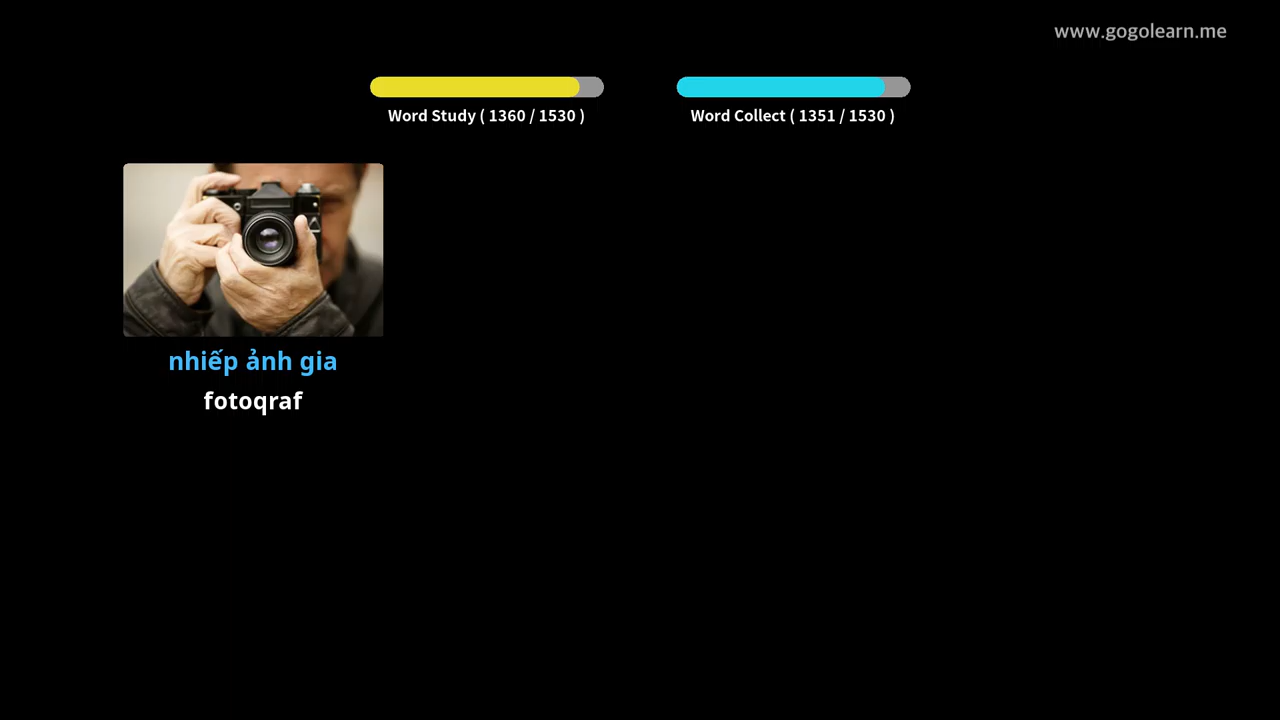 www.gogolearn.me
Word Study ( 1360 / 1530 )
Word Collect ( 1351 / 1530 )
nhiếp ảnh gia
fotoqraf